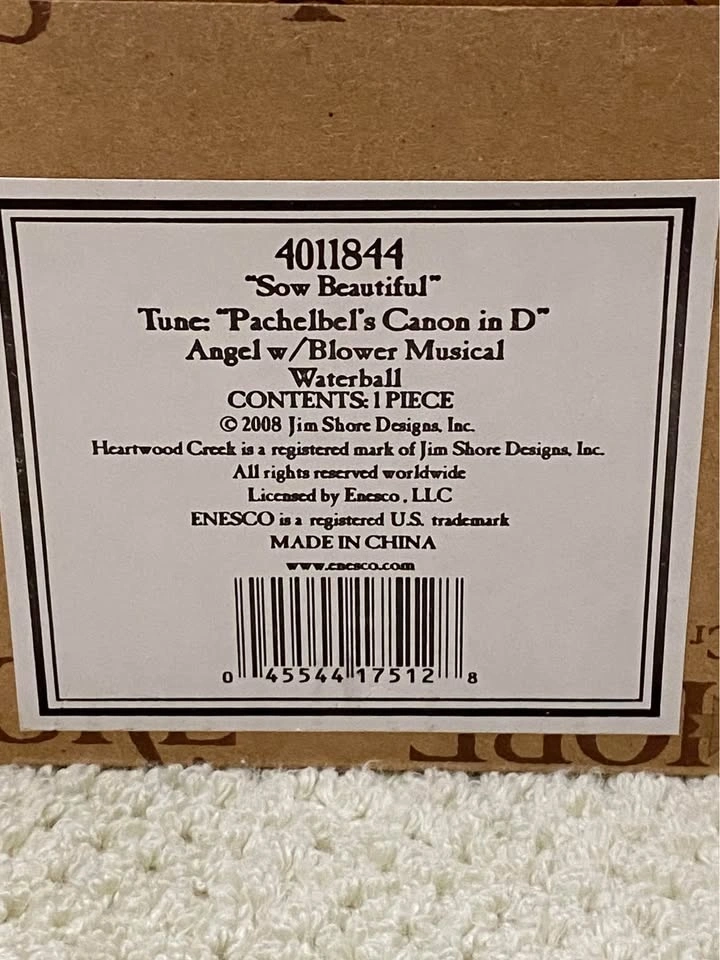 4011844
"Sow Beautiful"
Tune: "Pachelbel's Canon in D"
Angel w/Blower Musical
Waterball
CONTENTS: 1 PIECE
© 2008 Jim Shore Designs, Inc.
Heartwood Creek is a registered mark of Jim Shore Designs, Inc.
All rights reserved worldwide
Licensed by Enesco, LLC
ENESCO is a registered U.S. trademark
MADE IN CHINA
www.enesco.com
0 45544 17512 8